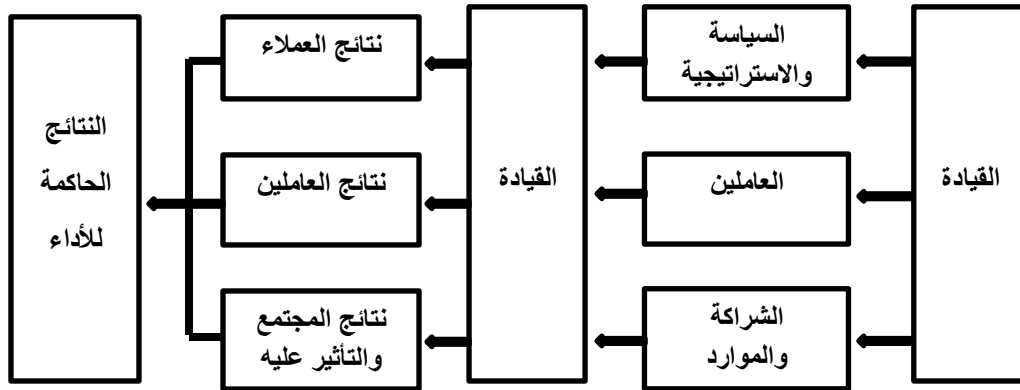 القيادة
السياسة
والاستراتيجية
العاملين
الشراكة
والموارد
القيادة
نتائج العملاء
نتائج العاملين
نتائج المجتمع
والتأثير عليه
النتائج
الحاكمة
للأداء